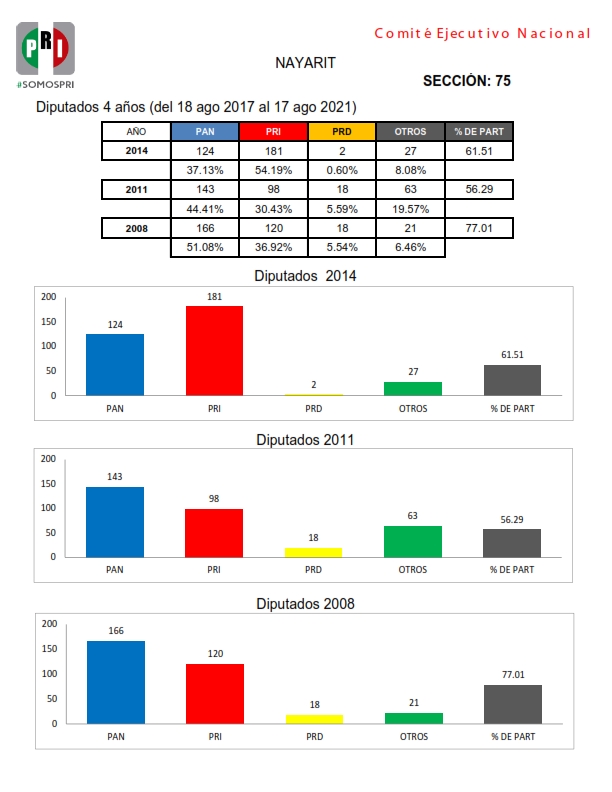 Comité Ejecutivo Nacional
PRI
#SOMOSPRI
NAYARIT
SECCIÓN: 75
Diputados 4 años (del 18 ago 2017 al 17 ago 2021)
AÑO PAN PRI PRD OTROS % DE PART
2014 124 181 2 27 61.51
37.13% 54.19% 0.60% 8.08%
2011 143 98 18 63 56.29
44.41% 30.43% 5.59% 19.57%
2008 166 120 18 21 77.01
51.08% 36.92% 5.54% 6.46%
Diputados 2014
200
150
100
50
0
124 181 2 27 61.51
PAN PRI PRD OTROS % DE PART
Diputados 2011
200
150
100
50
0
143 98 18 63 56.29
PAN PRI PRD OTROS % DE PART
Diputados 2008
200
150
100
50
0
166 120 18 21 77.01
PAN PRI PRD OTROS % DE PART